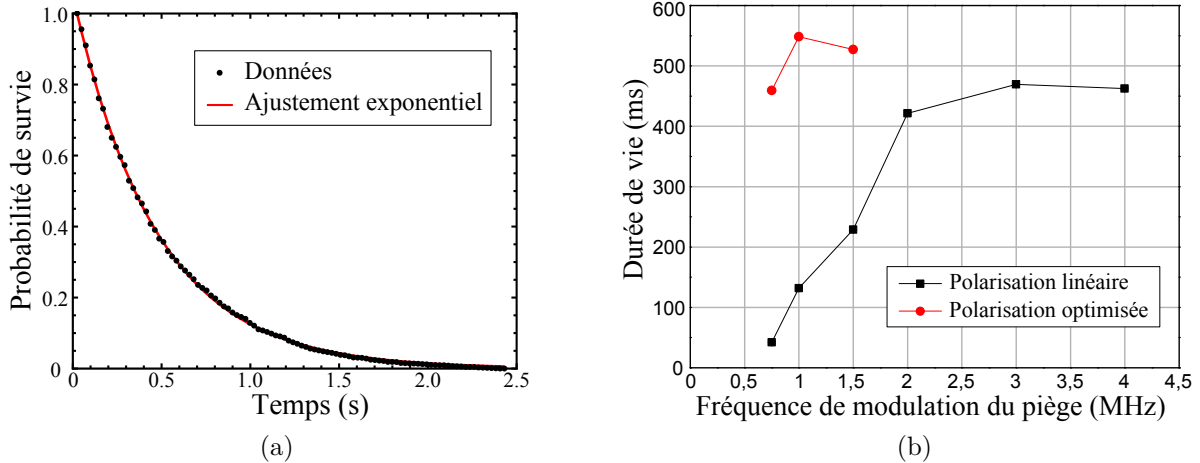 1.0
0.8
0.6
0.4
0.2
0
0
0.5
1.0
1.5
2.0
2.5
Probabilité de survie
Temps (s)
Données
Ajustement exponentiel
(a)
600
500
400
300
200
100
0
0
0,5
1
1,5
2
3
3,5
4
4,5
Durée de vie (ms)
Fréquence de modulation du piège (MHz)
Polarisation linéaire
Polarisation optimisée
(b)